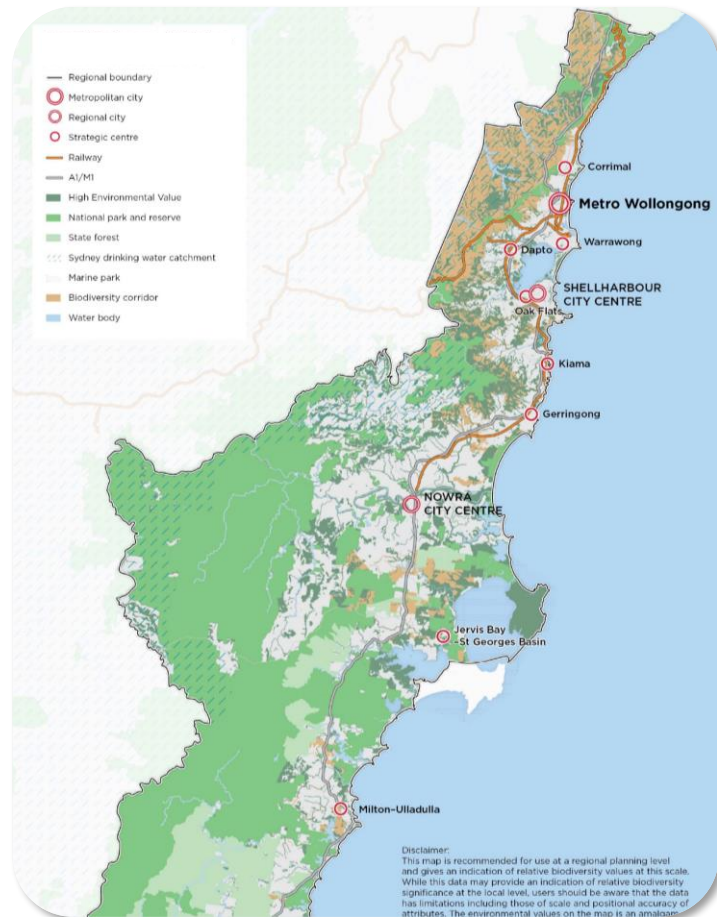 Regional boundary
Metropolitan city
Regional city
Strategic centre
Railway
A1/M1
High Environmental Value
National park and reserve
State forest
Sydney drinking water catchment
Marine park
Biodiversity corridor
Water body
Corrimal
Metro Wollongong
Warrawong
Dapto
SHELLHARBOUR
CITY CENTRE
Oak Flats
Kiama
Gerringong
NOWRA
CITY CENTRE
Jervis Bay
-St Georges Basin
Milton–Ulladulla
Disclaimer:
This map is recommended for use at a regional planning level
and gives an indication of relative biodiversity values at this scale.
While this data may provide an indication of relative biodiversity
significance at the local level, users should be aware that the data
has limitations including those of scale and positional accuracy of
attributes. The environmental values on the map is an